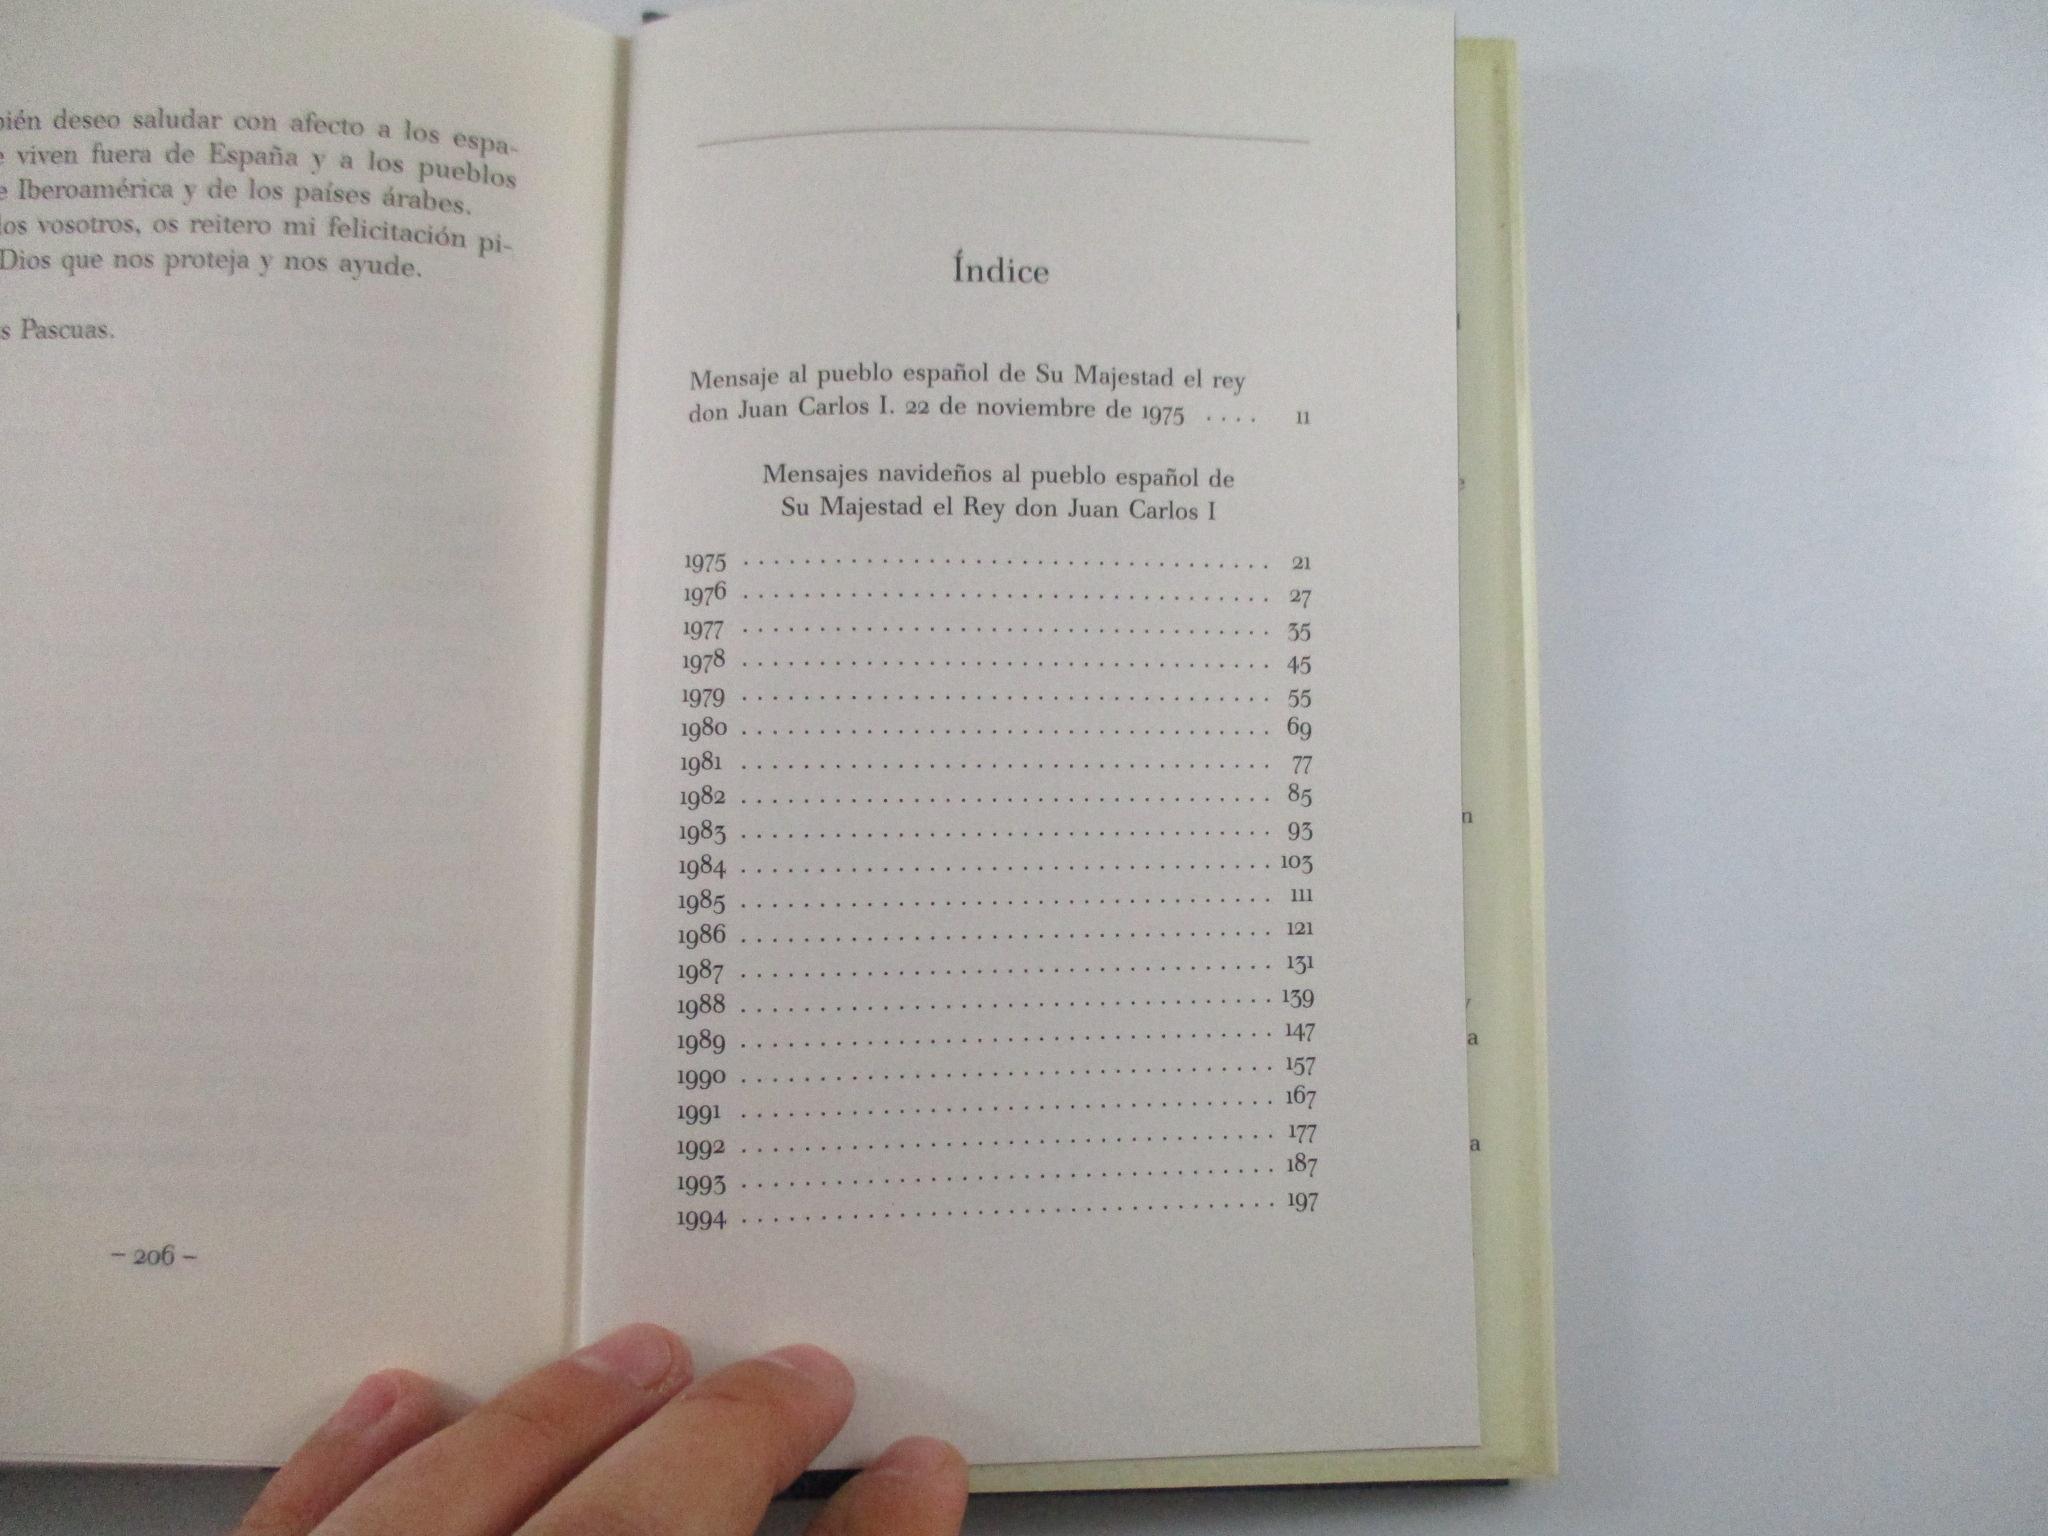 deseo saludar con afecto a los espa-
viven fuera de España y a los pueblos
Iberoamérica y de los países árabes.
vosotros, os reitero mi felicitación pi-
Dios que nos proteja y nos ayude.
Pascuas.
– 206 –
Índice
Mensaje al pueblo español de Su Majestad el rey
don Juan Carlos I. 22 de noviembre de 1975 .... 11
Mensajes navideños al pueblo español de
Su Majestad el Rey don Juan Carlos I
1975 . . . . . . . . . . . . . . . . . . . . . . . . . . . . . . . . . . 21
1976 . . . . . . . . . . . . . . . . . . . . . . . . . . . . . . . . . . 27
1977 . . . . . . . . . . . . . . . . . . . . . . . . . . . . . . . . . . 35
1978 . . . . . . . . . . . . . . . . . . . . . . . . . . . . . . . . . . 45
1979 . . . . . . . . . . . . . . . . . . . . . . . . . . . . . . . . . . 55
1980 . . . . . . . . . . . . . . . . . . . . . . . . . . . . . . . . . . 69
1981 . . . . . . . . . . . . . . . . . . . . . . . . . . . . . . . . . . 77
1982 . . . . . . . . . . . . . . . . . . . . . . . . . . . . . . . . . . 85
1983 . . . . . . . . . . . . . . . . . . . . . . . . . . . . . . . . . . 93
1984 . . . . . . . . . . . . . . . . . . . . . . . . . . . . . . . . . . 103
1985 . . . . . . . . . . . . . . . . . . . . . . . . . . . . . . . . . . 111
1986 . . . . . . . . . . . . . . . . . . . . . . . . . . . . . . . . . . 121
1987 . . . . . . . . . . . . . . . . . . . . . . . . . . . . . . . . . . 131
1988 . . . . . . . . . . . . . . . . . . . . . . . . . . . . . . . . . . 139
1989 . . . . . . . . . . . . . . . . . . . . . . . . . . . . . . . . . . 147
1990 . . . . . . . . . . . . . . . . . . . . . . . . . . . . . . . . . . 157
1991 . . . . . . . . . . . . . . . . . . . . . . . . . . . . . . . . . . 167
1992 . . . . . . . . . . . . . . . . . . . . . . . . . . . . . . . . . . 177
1993 . . . . . . . . . . . . . . . . . . . . . . . . . . . . . . . . . . 187
1994 . . . . . . . . . . . . . . . . . . . . . . . . . . . . . . . . . . 197